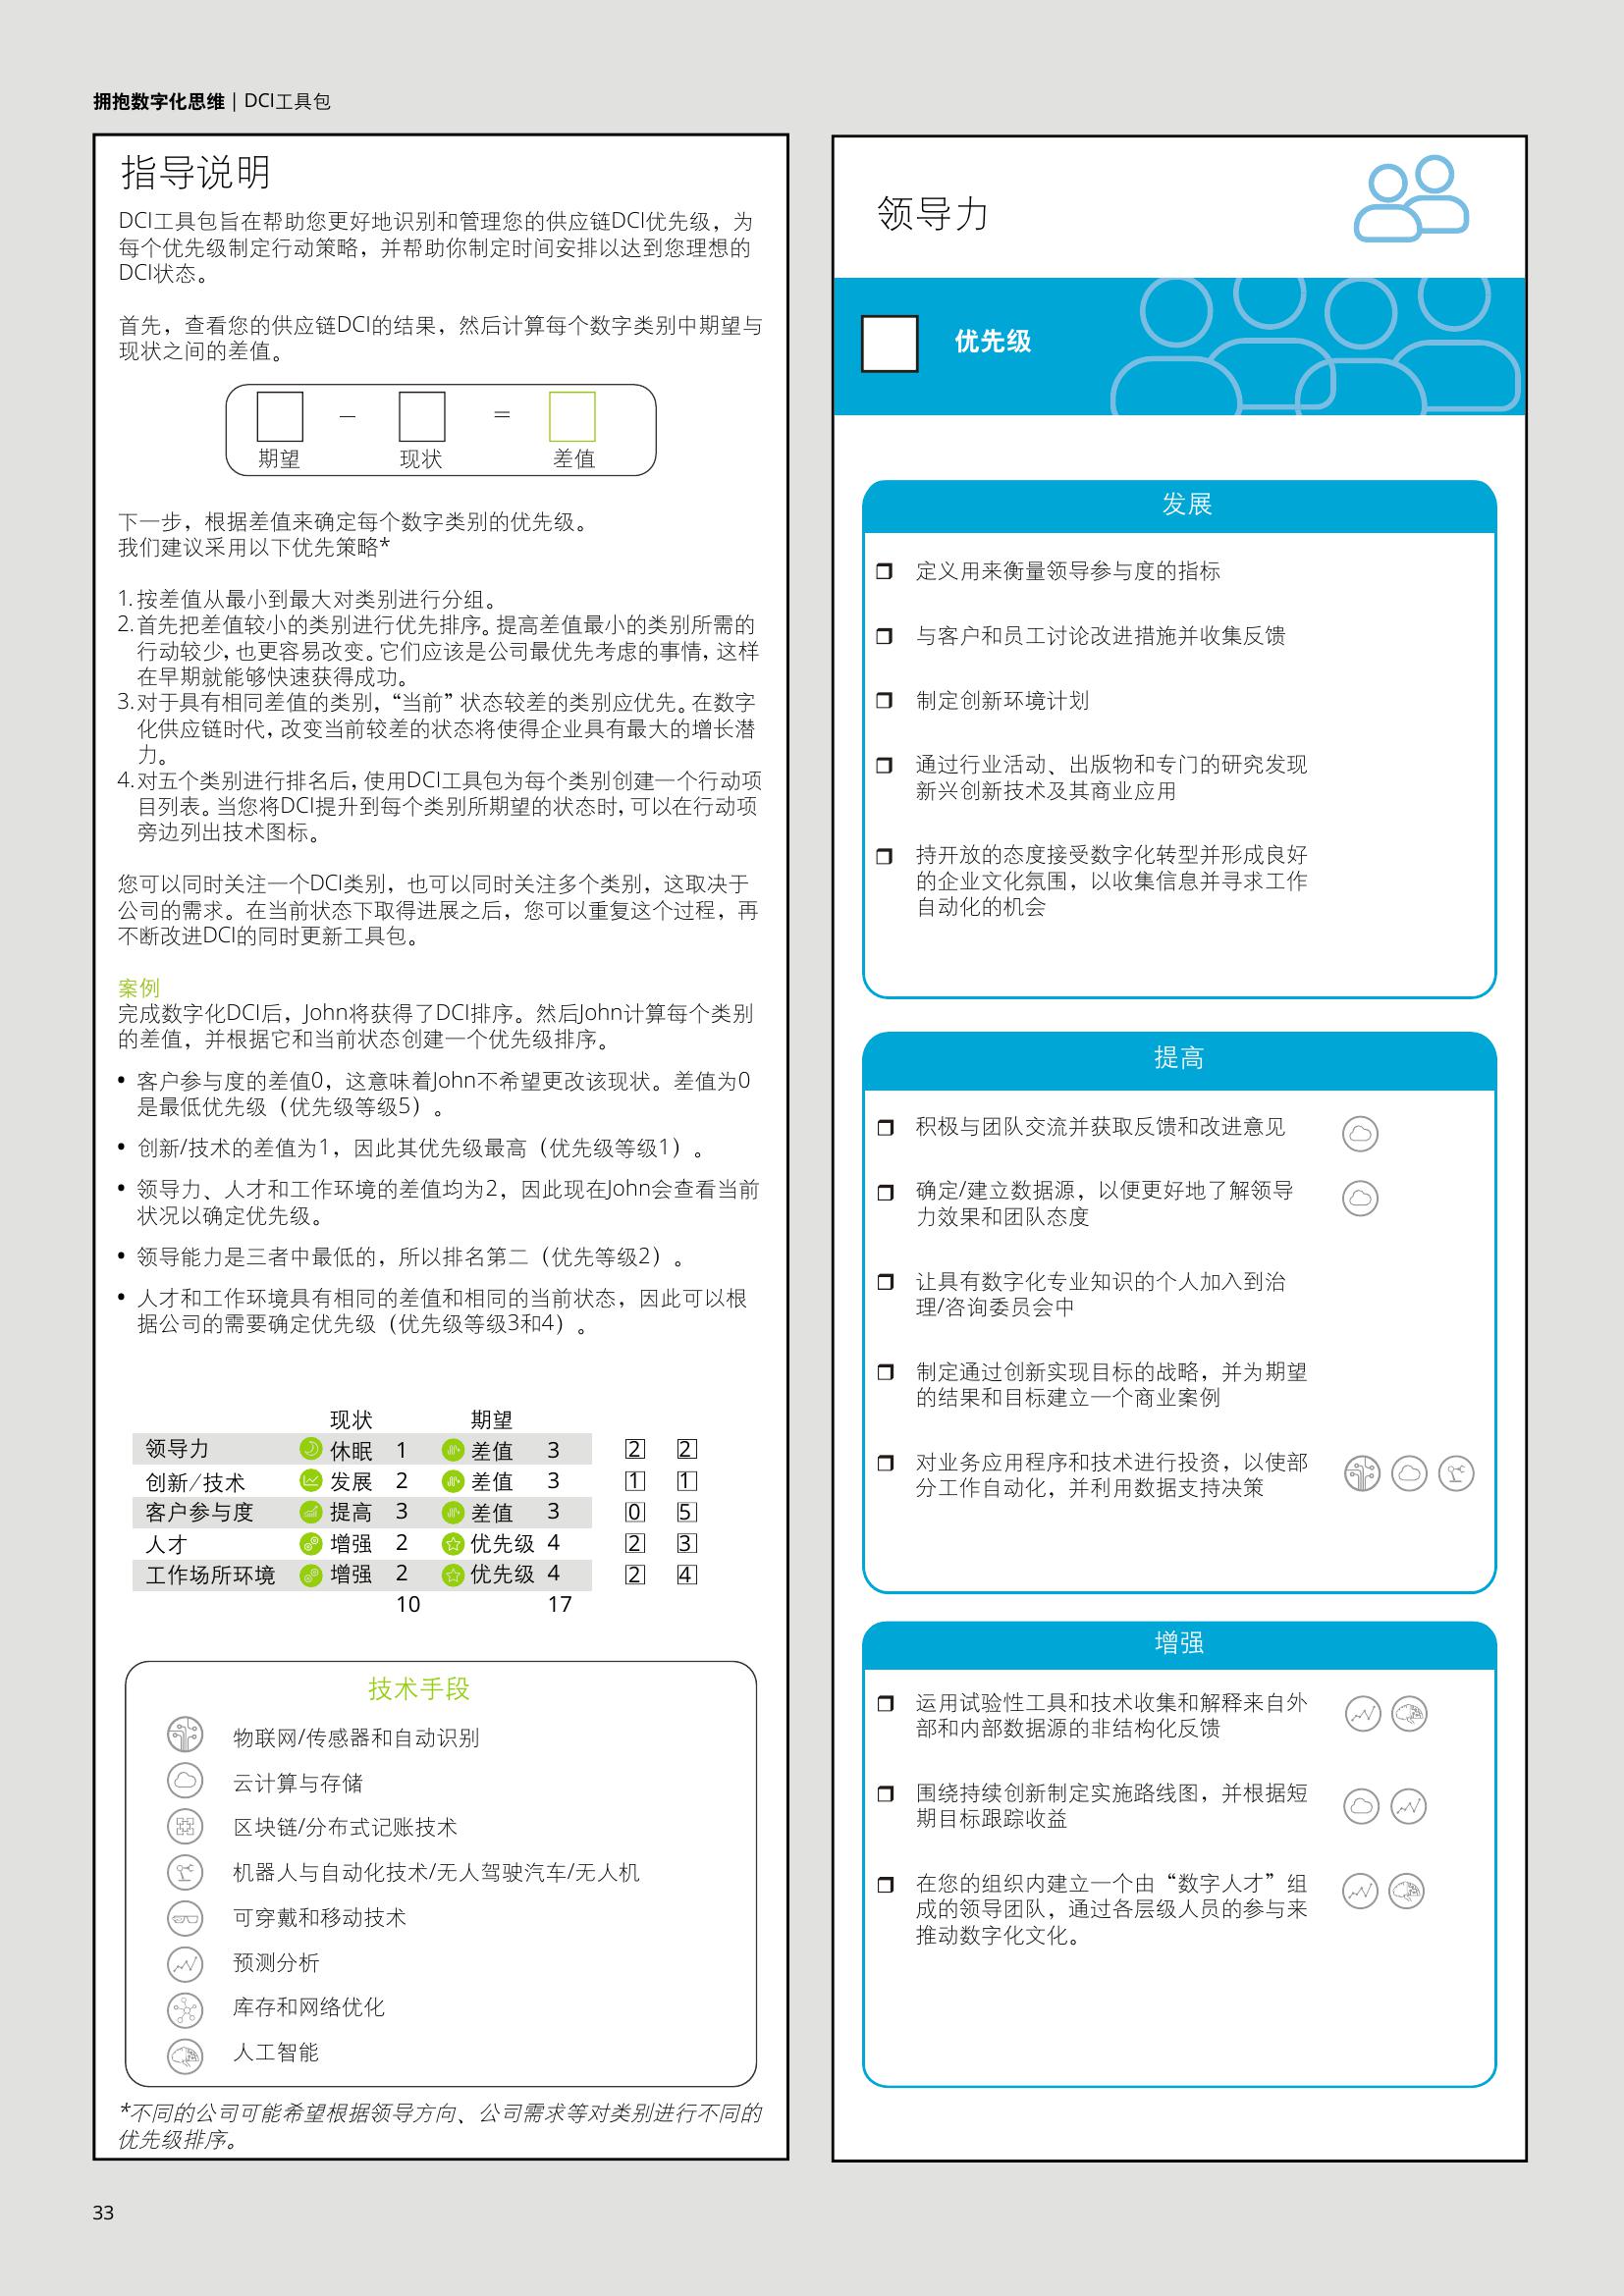 拥抱数字化思维 | DCI工具包
指导说明
DCI工具包旨在帮助您更好地识别和管理您的供应链DCI优先级，为
每个优先级制定行动策略，并帮助你制定时间安排以达到您理想的
DCI状态。
首先，查看您的供应链DCI的结果，然后计算每个数字类别中期望与
现状之间的差值。
– =
期望 现状 差值
下一步，根据差值来确定每个数字类别的优先级。
我们建议采用以下优先策略*
1.按差值从最小到最大对类别进行分组。
2.首先把差值较小的类别进行优先排序。提高差值最小的类别所需的
行动较少，也更容易改变。它们应该是公司最优先考虑的事情，这样
在早期就能够快速获得成功。
3.对于具有相同差值的类别，“当前”状态较差的类别应优先。在数字
化供应链时代，改变当前较差的状态将使得企业具有最大的增长潜
力。
4.对五个类别进行排名后，使用DCI工具包为每个类别创建一个行动项
目列表。当您将DCI提升到每个类别所期望的状态时，可以在行动项
旁边列出技术图标。
您可以同时关注一个DCI类别，也可以同时关注多个类别，这取决于
公司的需求。在当前状态下取得进展之后，您可以重复这个过程，再
不断改进DCI的同时更新工具包。
案例
完成数字化DCI后，John将获得了DCI排序。然后John计算每个类别
的差值，并根据它和当前状态创建一个优先级排序。
• 客户参与度的差值0，这意味着John不希望更改该现状。差值为0
是最低优先级（优先级等级5）。
• 创新/技术的差值为1，因此其优先级最高（优先级等级1）。
• 领导力、人才和工作环境的差值均为2，因此现在John会查看当前
状况以确定优先级。
• 领导能力是三者中最低的，所以排名第二（优先等级2）。
• 人才和工作环境具有相同的差值和相同的当前状态，因此可以根
据公司的需要确定优先级（优先级等级3和4）。
现状 期望
领导力 休眠 1 差值 3 2 2
创新/技术 发展 2 差值 3 1 1
客户参与度 提高 3 差值 3 0 5
人才 增强 2 优先级 4 2 3
工作场所环境 增强 2 优先级 4 2 4
10 17
技术手段
物联网/传感器和自动识别
云计算与存储
区块链/分布式记账技术
机器人与自动化技术/无人驾驶汽车/无人机
可穿戴和移动技术
预测分析
库存和网络优化
人工智能
*不同的公司可能希望根据领导方向、公司需求等对类别进行不同的
优先级排序。
领导力
优先级
发展
定义用来衡量领导参与度的指标
与客户和员工讨论改进措施并收集反馈
制定创新环境计划
通过行业活动、出版物和专门的研究发现
新兴创新技术及其商业应用
持开放的态度接受数字化转型并形成良好
的企业文化氛围，以收集信息并寻求工作
自动化的机会
提高
积极与团队交流并获取反馈和改进意见
确定/建立数据源，以便更好地了解领导
力效果和团队态度
让具有数字化专业知识的个人加入到治
理/咨询委员会中
制定通过创新实现目标的战略，并为期望
的结果和目标建立一个商业案例
对业务应用程序和技术进行投资，以使部
分工作自动化，并利用数据支持决策
增强
运用试验性工具和技术收集和解释来自外
部和内部数据源的非结构化反馈
围绕持续创新制定实施路线图，并根据短
期目标跟踪收益
在您的组织内建立一个由“数字人才”组
成的领导团队，通过各层级人员的参与来
推动数字化文化。
33